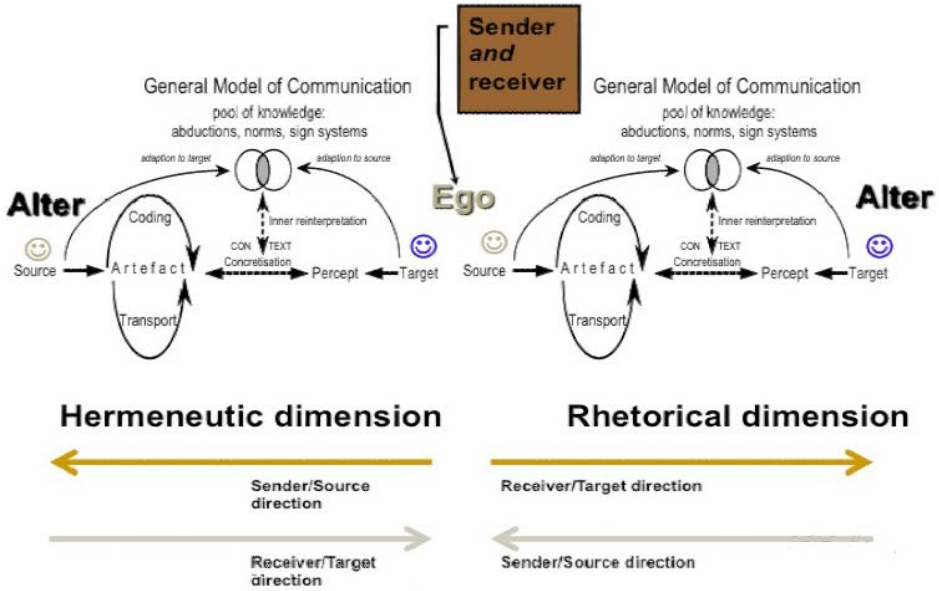 Sender
and
receiver
General Model of Communication
pool of knowledge:
abductions, norms, sign systems
adaption to target
adaption to source
Alter
Coding
Inner reinterpretation
CON TEXT
Source
Artefact
Concretisation
Percept
Target
Transport
Ego
General Model of Communication
pool of knowledge:
abductions, norms, sign systems
adaption to target
adaption to source
Alter
Coding
Inner reinterpretation
CON TEXT
Source
Artefact
Concretisation
Percept
Target
Transport
Hermeneutic dimension
Sender/Source
direction
Receiver/Target
direction
Rhetorical dimension
Receiver/Target direction
Sender/Source direction